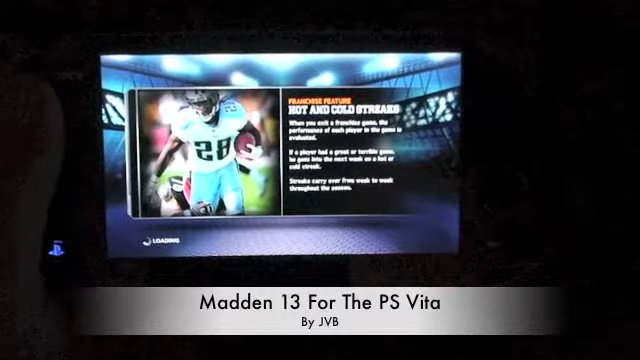 28
FRANCHISE FEATURE
HOT AND COLD STREAKS
When you exit a franchise game, the
performance of each player in the game is
evaluated.
If a player had a great or terrible game,
he goes into the next week on a hot or
cold streak.
Streaks carry over from week to week
throughout the season.
LOADING
Madden 13 For The PS Vita
By JVB